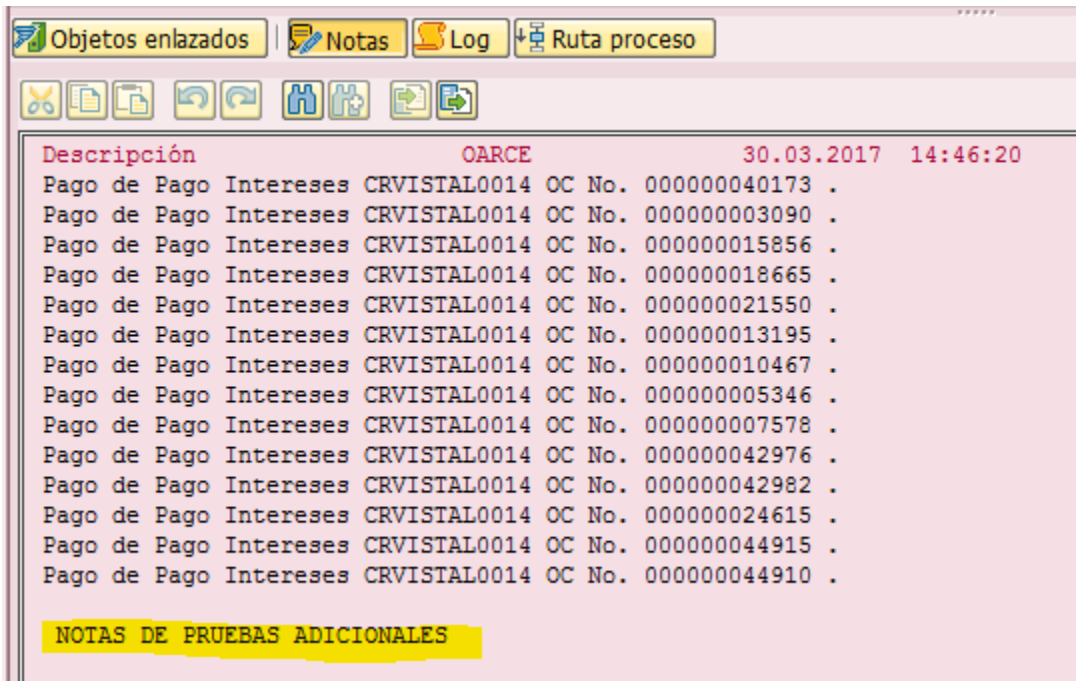 Objetos enlazados Notas Log Ruta proceso
Descripción OARCE 30.03.2017 14:46:20
Pago de Pago Intereses CRVISTAL0014 OC No. 000000040173 .
Pago de Pago Intereses CRVISTAL0014 OC No. 000000003090 .
Pago de Pago Intereses CRVISTAL0014 OC No. 000000015856 .
Pago de Pago Intereses CRVISTAL0014 OC No. 000000018665 .
Pago de Pago Intereses CRVISTAL0014 OC No. 000000021550 .
Pago de Pago Intereses CRVISTAL0014 OC No. 000000013195 .
Pago de Pago Intereses CRVISTAL0014 OC No. 000000010467 .
Pago de Pago Intereses CRVISTAL0014 OC No. 000000005346 .
Pago de Pago Intereses CRVISTAL0014 OC No. 000000007578 .
Pago de Pago Intereses CRVISTAL0014 OC No. 000000042976 .
Pago de Pago Intereses CRVISTAL0014 OC No. 000000042982 .
Pago de Pago Intereses CRVISTAL0014 OC No. 000000024615 .
Pago de Pago Intereses CRVISTAL0014 OC No. 000000044915 .
Pago de Pago Intereses CRVISTAL0014 OC No. 000000044910 .
NOTAS DE PRUEBAS ADICIONALES